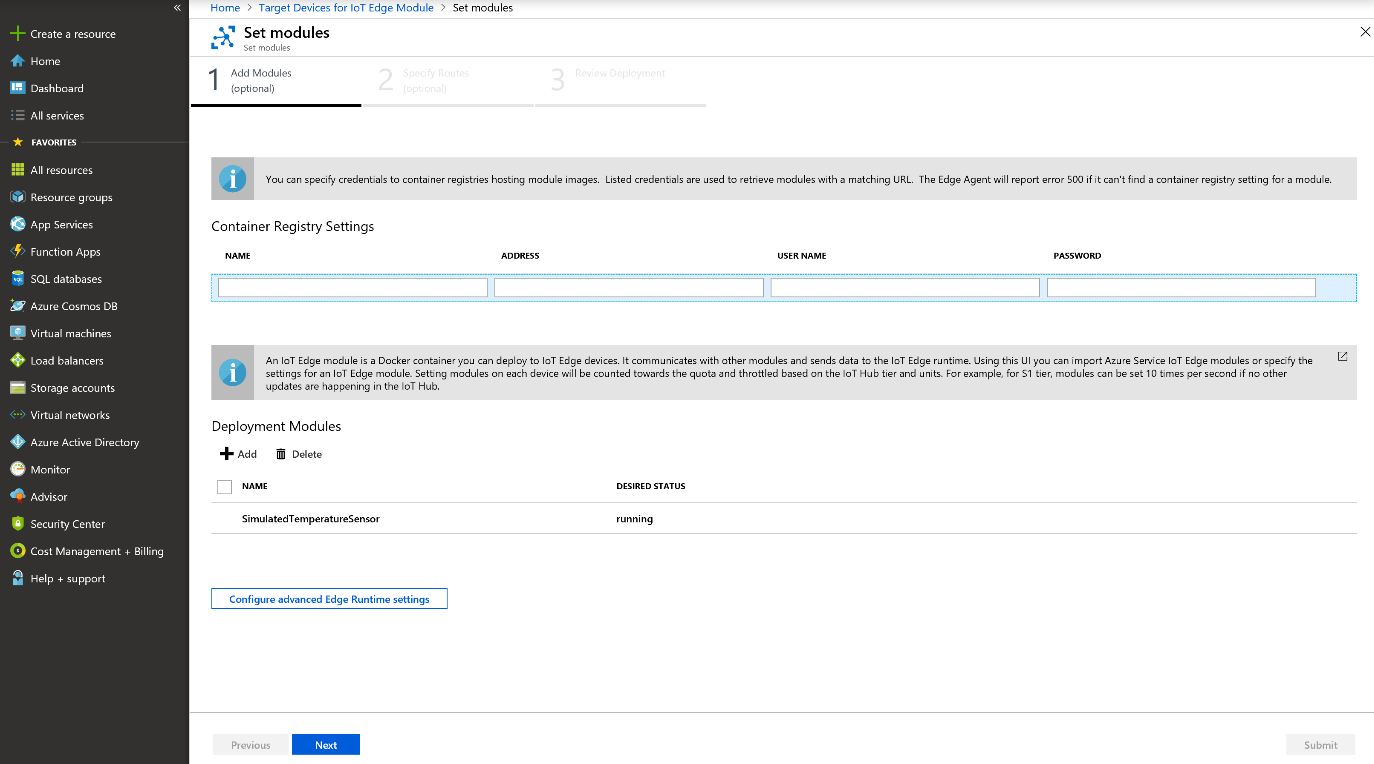 «
Create a resource
Home
Dashboard
All services
FAVORITES
All resources
Resource groups
App Services
Function Apps
SQL databases
Azure Cosmos DB
Virtual machines
Load balancers
Storage accounts
Virtual networks
Azure Active Directory
Monitor
Advisor
Security Center
Cost Management + Billing
Help + support
Home > Target Devices for IoT Edge Module > Set modules
Set modules
Set modules
1 Add Modules
(optional)
2 Specify Routes
(optional)
3 Review Deployment
You can specify credentials to container registries hosting module images. Listed credentials are used to retrieve modules with a matching URL. The Edge Agent will report error 500 if it can't find a container registry setting for a module.
Container Registry Settings
NAME ADDRESS USER NAME PASSWORD
An IoT Edge module is a Docker container you can deploy to IoT Edge devices. It communicates with other modules and sends data to the IoT Edge runtime. Using this UI you can import Azure Service IoT Edge modules or specify the
settings for an IoT Edge module. Setting modules on each device will be counted towards the quota and throttled based on the IoT Hub tier and units. For example, for S1 tier, modules can be set 10 times per second if no other
updates are happening in the IoT Hub.
Deployment Modules
Add Delete
NAME DESIRED STATUS
SimulatedTemperatureSensor running
Configure advanced Edge Runtime settings
Previous Next Submit